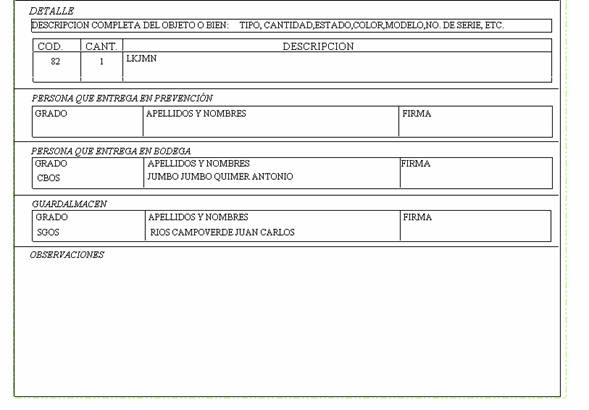 DETALLE
DESCRIPCION COMPLETA DEL OBJETO O BIEN: TIPO, CANTIDAD,ESTADO,COLOR,MODELO,NO. DE SERIE, ETC.
COD. CANT. DESCRIPCION
82 1 LKJMN
PERSONA QUE ENTREGA EN PREVENCIÓN
GRADO APELLIDOS Y NOMBRES FIRMA
PERSONA QUE ENTREGA EN BODEGA
GRADO APELLIDOS Y NOMBRES FIRMA
CBOS JUMBO JUMBO QUIMER ANTONIO
GUARDALMACEN
GRADO APELLIDOS Y NOMBRES FIRMA
SGOS RIOS CAMPOVERDE JUAN CARLOS
OBSERVACIONES